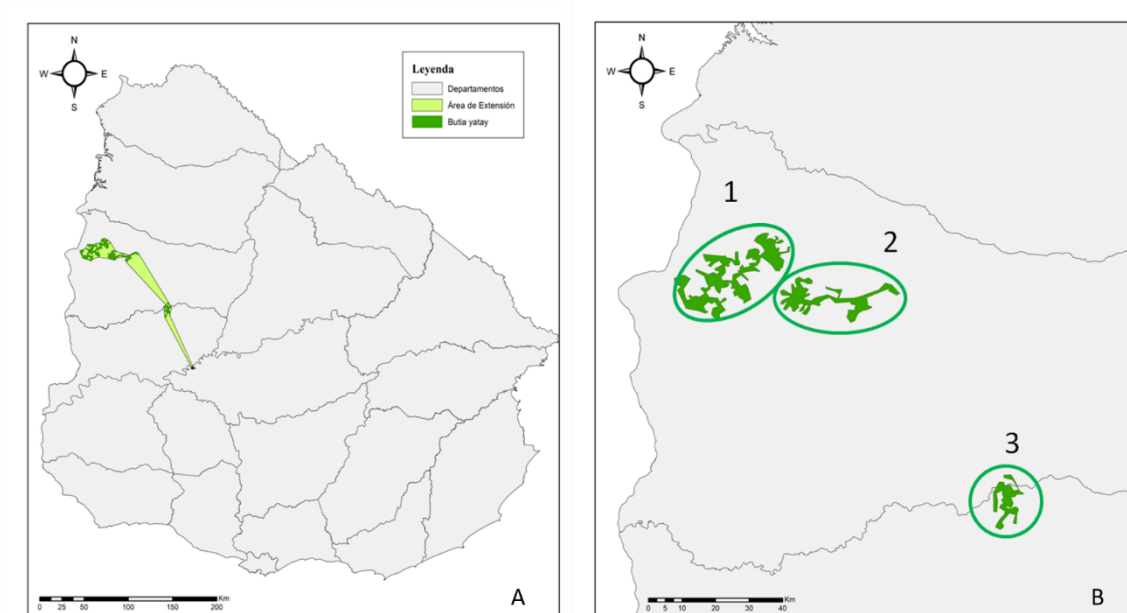 N
W E
S
Leyenda
Departamentos
Área de Extensión
Butia yatay
0 25 50 100 150 200
Km
A
N
W E
S
1
2
3
0 5 10 20 30 40
Km
B